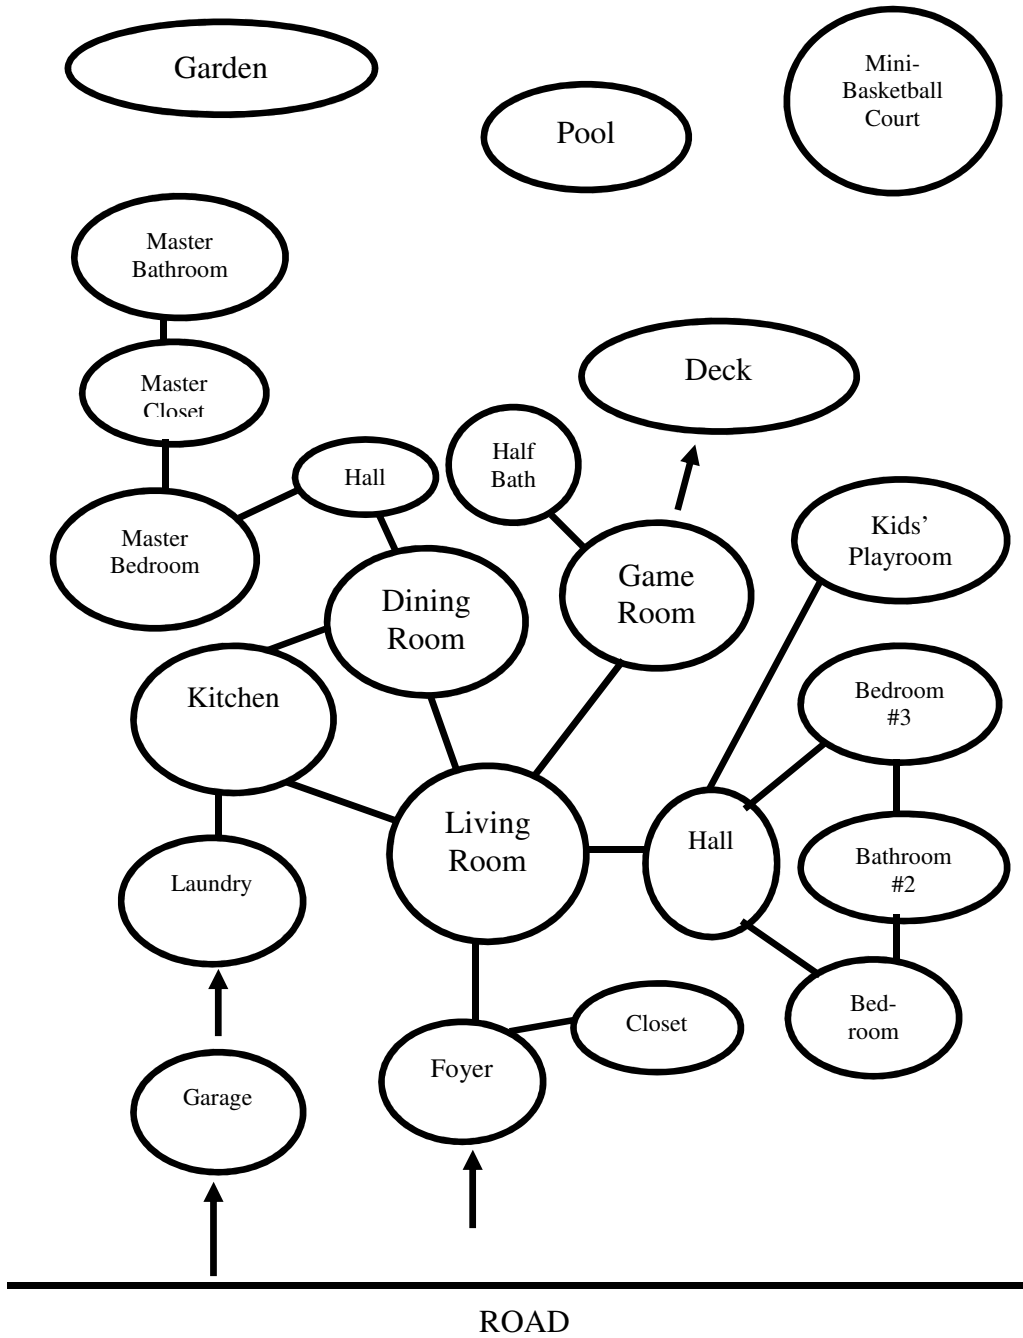 Garden
Pool
Mini-
Basketball
Court
Master
Bathroom
Master
Closet
Deck
Half
Bath
Hall
Master
Bedroom
Kids’
Playroom
Dining
Room
Game
Room
Kitchen
Bedroom
#3
Living
Room
Hall
Bathroom
#2
Laundry
Closet
Bed-
room
Foyer
Garage
ROAD